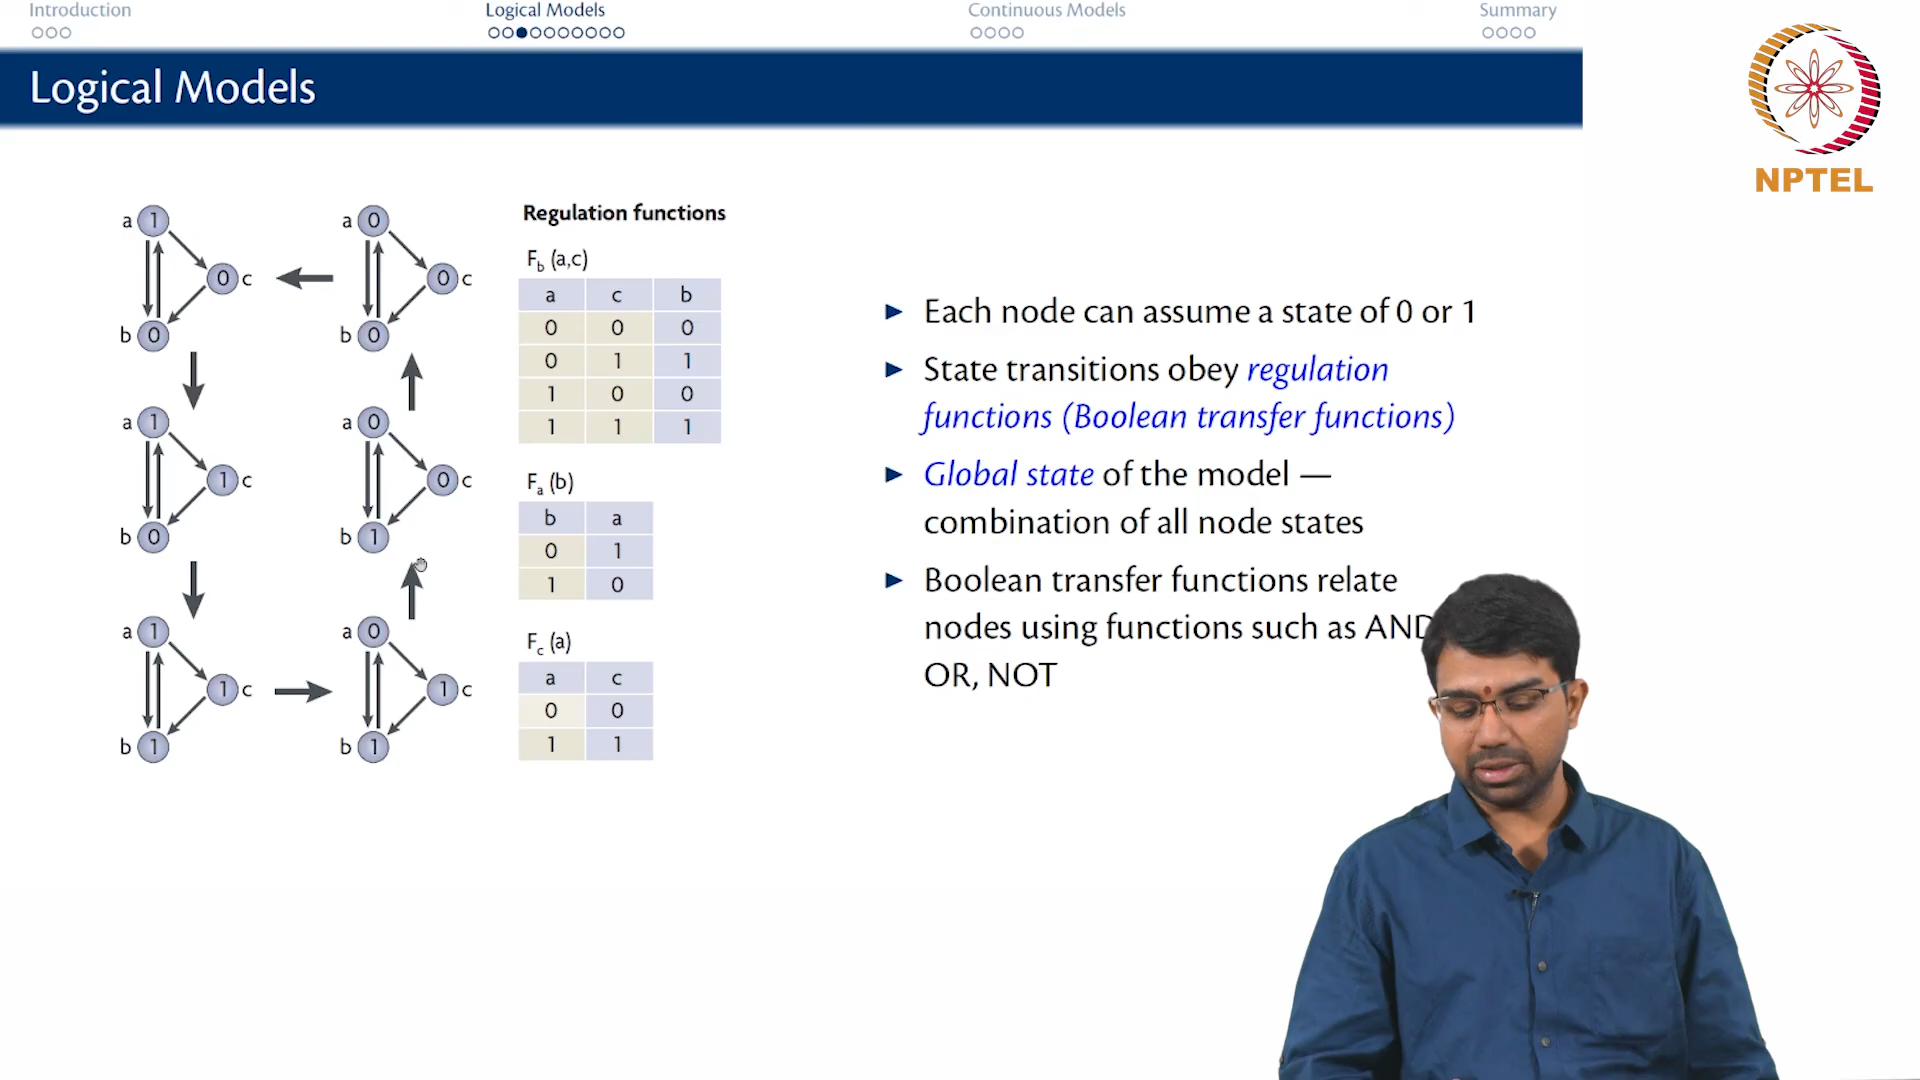 Introduction
Logical Models
Continuous Models
Summary
Logical Models
NPTEL
a 1
0 c
b 0
a 0
0 c
b 0
a 1
1 c
b 0
a 0
0 c
b 1
a 1
1 c
b 1
a 0
1 c
b 1
Regulation functions
Fb (a,c)
a c b
0 0 0
0 1 1
1 0 0
1 1 1
Fa (b)
b a
0 1
1 0
Fc (a)
a c
0 0
1 1
Each node can assume a state of 0 or 1
State transitions obey regulation
functions (Boolean transfer functions)
Global state of the model —
combination of all node states
Boolean transfer functions relate
nodes using functions such as AND
OR, NOT